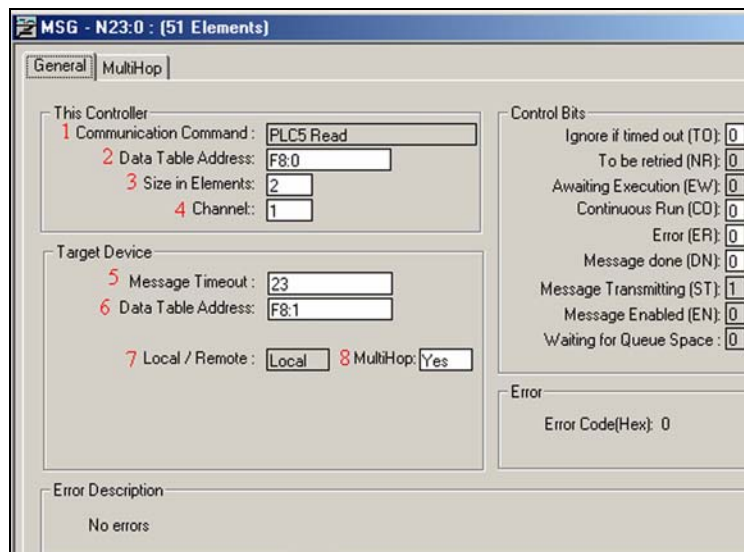 MSG - N23:0 : (51 Elements)
General MultiHop
This Controller
1 Communication Command : PLC5 Read
2 Data Table Address: F8:0
3 Size in Elements: 2
4 Channel:: 1
Target Device
5 Message Timeout : 23
6 Data Table Address: F8:1
7 Local / Remote : Local 8 MultiHop: Yes
Control Bits
Ignore if timed out (TO): 0
To be retried (NR): 0
Awaiting Execution (EW): 0
Continuous Run (CO): 0
Error (ER): 0
Message done (DN): 0
Message Transmitting (ST): 1
Message Enabled (EN): 0
Waiting for Queue Space : 0
Error
Error Code(Hex): 0
Error Description
No errors